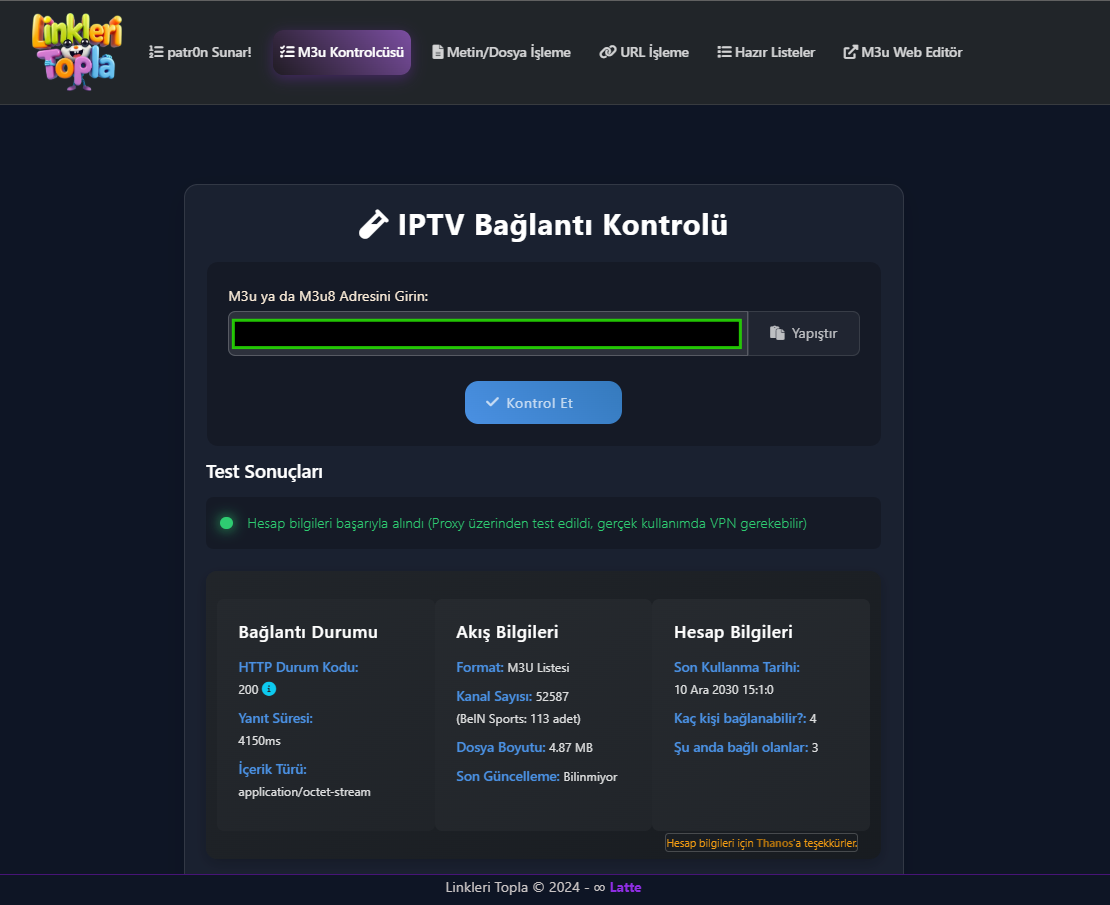 Linkleri
Topla
patr0n Sunar!
M3u Kontrolcüsü
Metin/Dosya İşleme
URL İşleme
Hazır Listeler
M3u Web Editör
IPTV Bağlantı Kontrolü
M3u ya da M3u8 Adresini Girin:
Yapıştır
Kontrol Et
Test Sonuçları
Hesap bilgileri başarıyla alındı (Proxy üzerinden test edildi, gerçek kullanımda VPN gerekebilir)
Bağlantı Durumu
HTTP Durum Kodu:
200
Yanıt Süresi:
4150ms
İçerik Türü:
application/octet-stream
Akış Bilgileri
Format: M3U Listesi
Kanal Sayısı: 52587
(BeIN Sports: 113 adet)
Dosya Boyutu: 4.87 MB
Son Güncelleme: Bilinmiyor
Hesap Bilgileri
Son Kullanma Tarihi:
10 Ara 2030 15:1:0
Kaç kişi bağlanabilir?: 4
Şu anda bağlı olanlar: 3
Hesap bilgileri için Thanos'a teşekkürler.
Linkleri Topla © 2024 - ∞ Latte